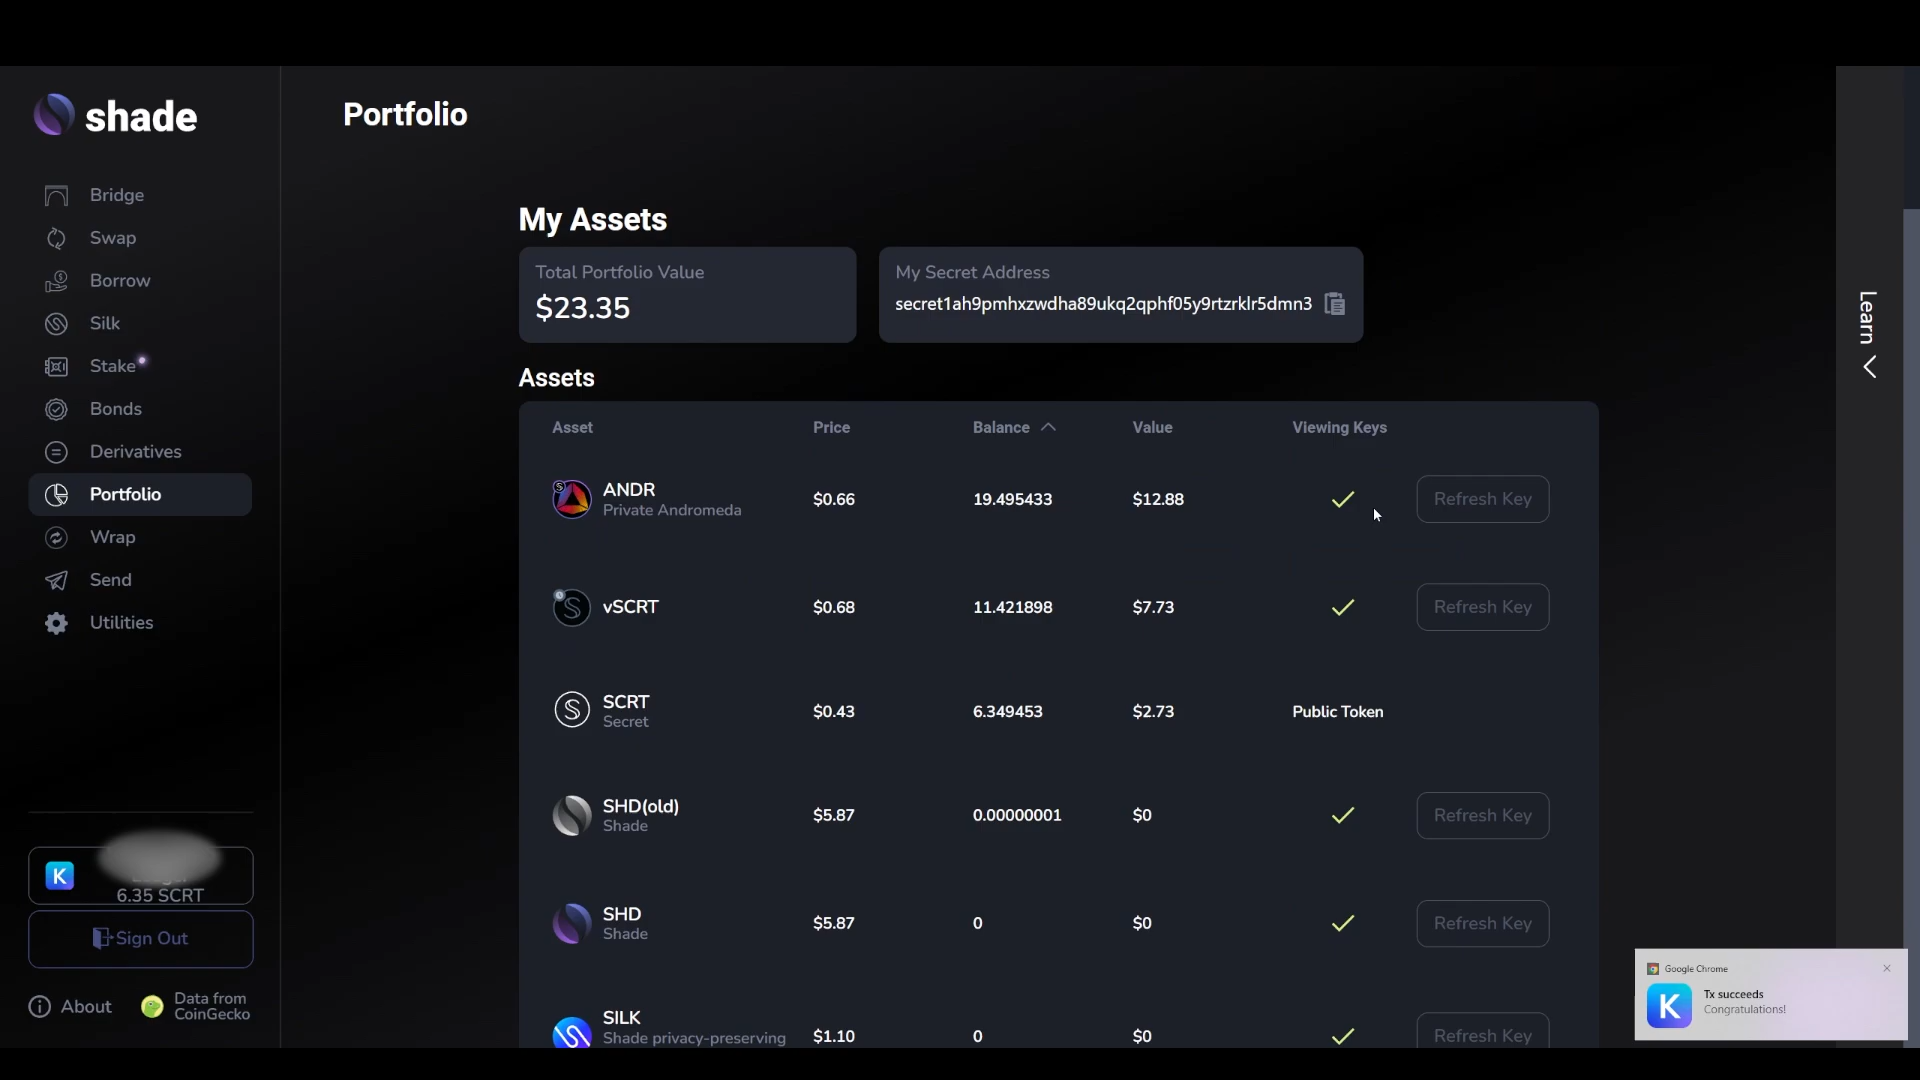 shade
Bridge
Swap
Borrow
Silk
Stake
Bonds
Derivatives
Portfolio
Wrap
Send
Utilities
K
6.35 SCRT
Sign Out
About
Data from
CoinGecko
Portfolio
My Assets
Total Portfolio Value
$23.35
My Secret Address
secret1ah9pmhxzwdha89ukq2qphf05y9rtzrklr5dmn3
Assets
Asset Price Balance Value Viewing Keys
ANDR
Private Andromeda
$0.66 19.495433 $12.88 Refresh Key
vSCRT $0.68 11.421898 $7.73 Refresh Key
SCRT
Secret
$0.43 6.349453 $2.73 Public Token
SHD(old)
Shade
$5.87 0.00000001 $0 Refresh Key
SHD
Shade
$5.87 0 $0 Refresh Key
SILK
Shade privacy-preserving
$1.10 0 $0 Refresh Key
Learn
Google Chrome
K
Tx succeeds
Congratulations!